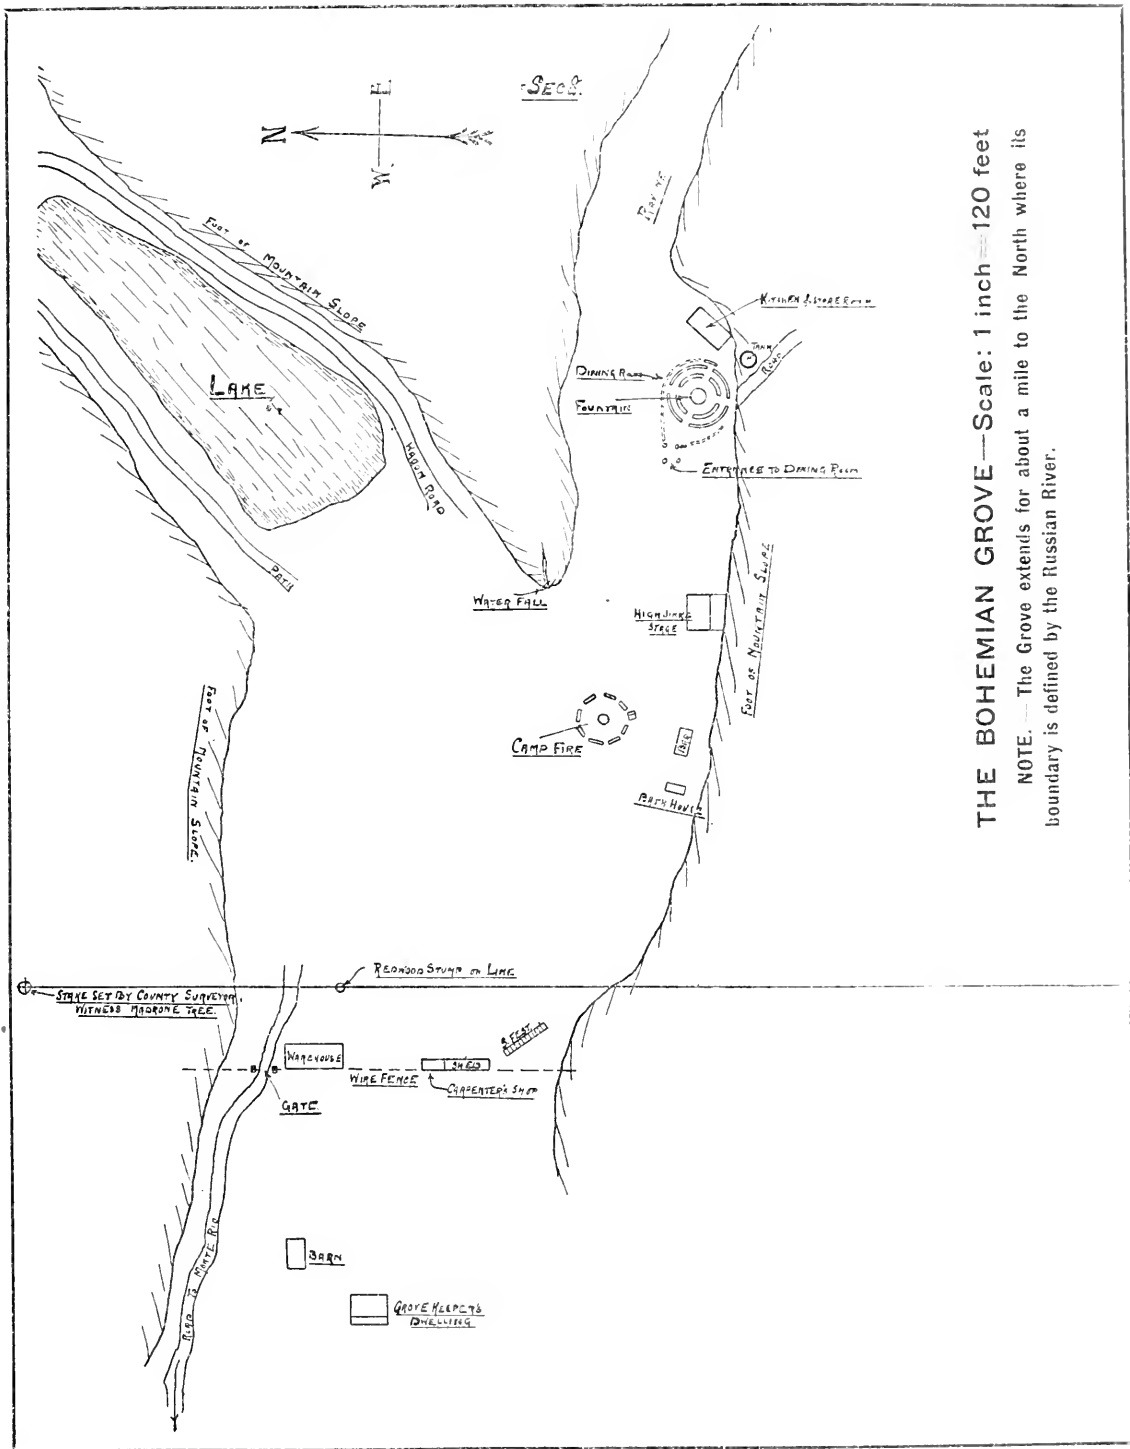 SEC 8.
N
E.
W.
RAVINE
FOOT OF
MOUNTAIN SLOPE
KITCHEN & STOREROOM
TANK
ROAD
LAKE
DINING ROOM
FOUNTAIN
ENTRANCE TO DINING ROOM
WAGON ROAD
PATH
WATER FALL
HIGH JINKS
STAGE
FOOT OF MOUNTAIN SLOPE
FOOT OF MOUNTAIN SLOPE.
CAMP FIRE
BAR
BATH HOUSE
REDWOOD STUMP ON LINE
STAKE SET BY COUNTY SURVEYOR.
WITNESS MADRONE TREE.
WAREHOUSE
SHED
WIRE FENCE
CARPENTER'S SHOP
GATE.
ROAD TO MONTE RIO
BARN
GROVE KEEPER'S
DWELLING
THE BOHEMIAN GROVE—Scale: 1 inch = 120 feet
NOTE. — The Grove extends for about a mile to the North where its
boundary is defined by the Russian River.